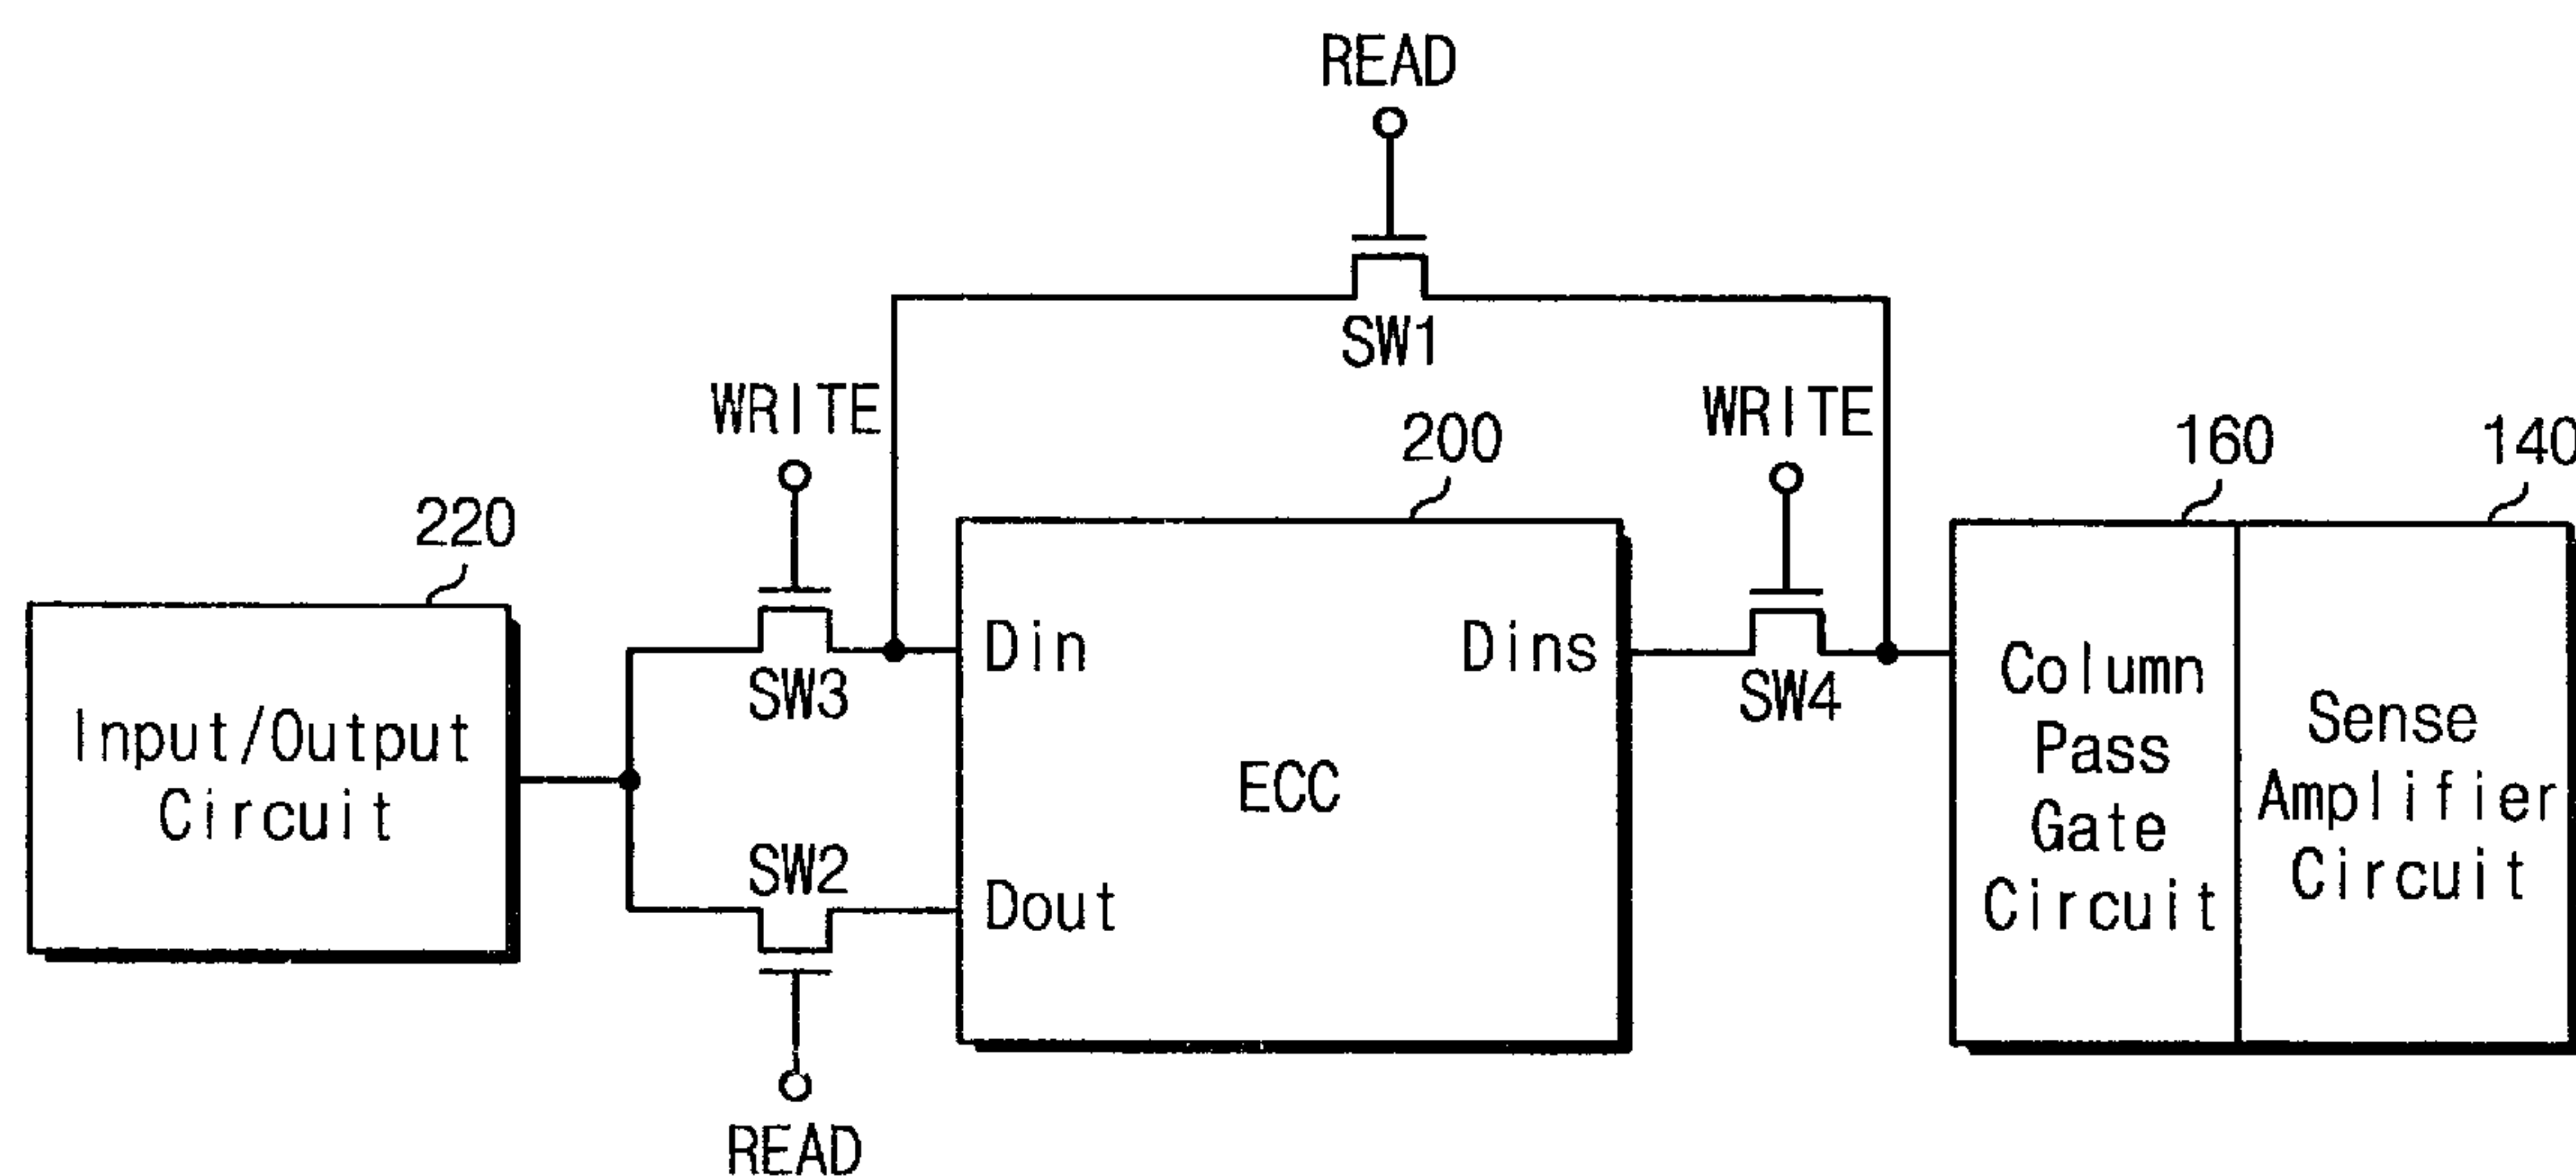 READ
SW1
WRITE
WRITE
200
160
140
220
SW3
Din
Dins
SW4
Input/Output
Circuit
SW2
ECC
Dout
Column
Pass
Gate
Circuit
Sense
Amplifier
Circuit
READ